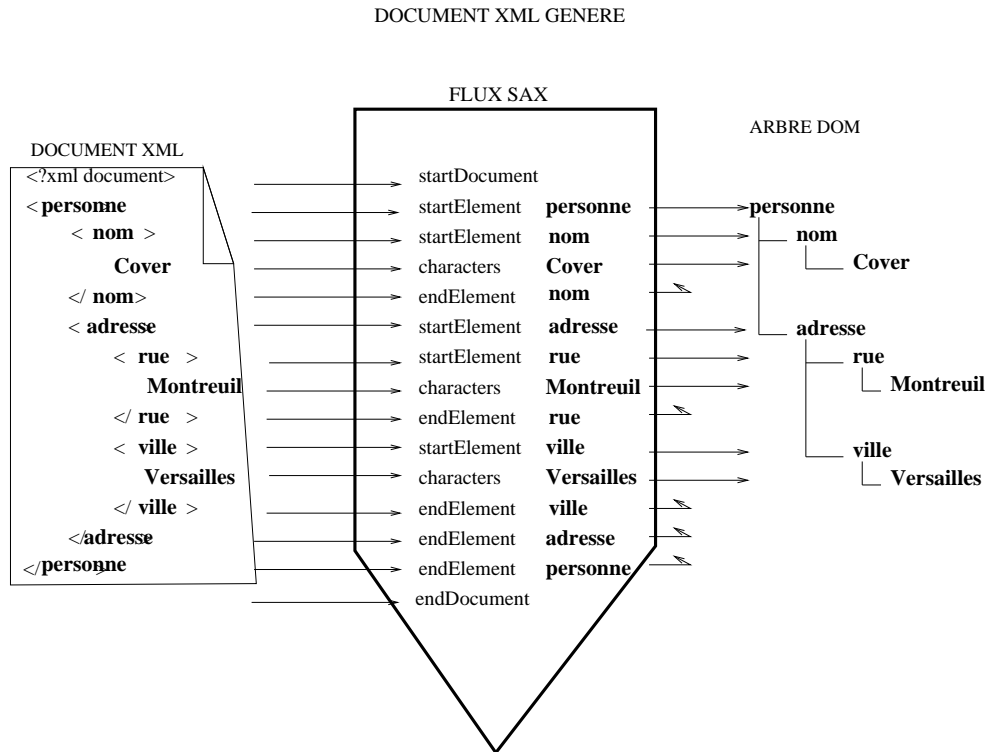 DOCUMENT XML GENERE
FLUX SAX
ARBRE DOM
DOCUMENT XML
<?xml document>
< personne >
< nom >
Cover
</ nom>
< adresse >
< rue >
Montreuil
</ rue >
< ville >
Versailles
</ ville >
</adresse>
</personne>
startDocument
startElement personne
startElement nom
characters Cover
endElement nom
startElement adresse
startElement rue
characters Montreuil
endElement rue
startElement ville
characters Versailles
endElement ville
endElement adresse
endElement personne
endDocument
personne
nom
Cover
adresse
rue
Montreuil
ville
Versailles